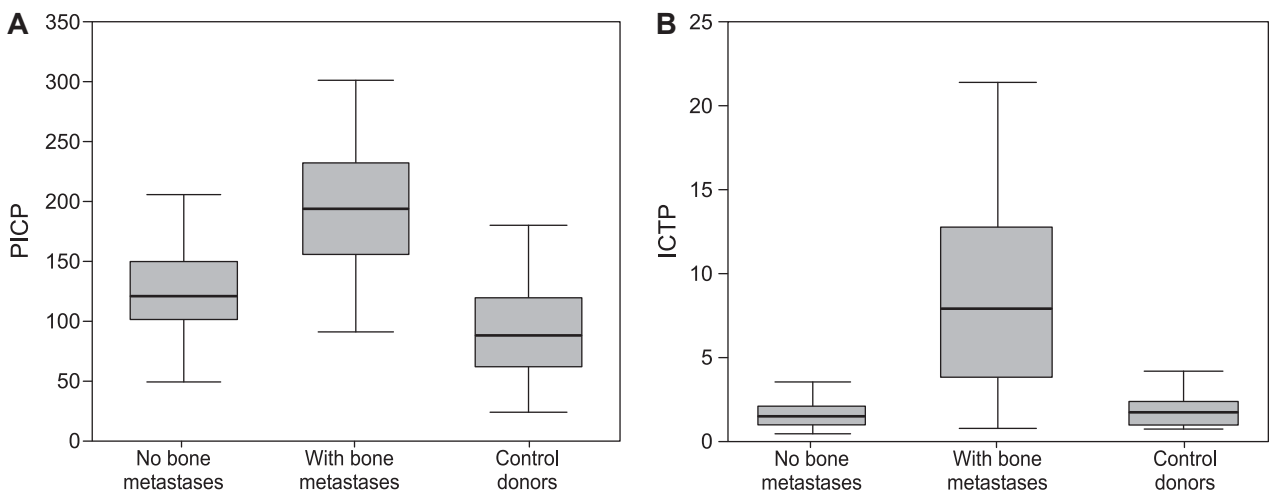 A
PICP
350
300
250
200
150
100
50
0
No bone
metastases
With bone
metastases
Control
donors
B
ICTP
25
20
15
10
5
0
No bone
metastases
With bone
metastases
Control
donors